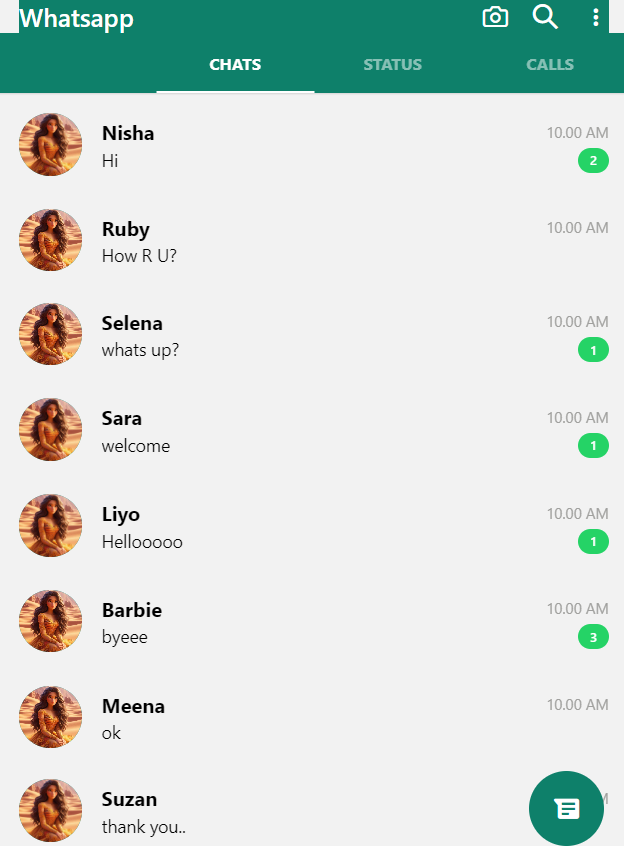 Whatsapp
CHATS STATUS CALLS
Nisha 10.00 AM
Hi 2
Ruby 10.00 AM
How R U?
Selena 10.00 AM
whats up? 1
Sara 10.00 AM
welcome 1
Liyo 10.00 AM
Hellooooo 1
Barbie 10.00 AM
byeee 3
Meena 10.00 AM
ok
Suzan
thank you..